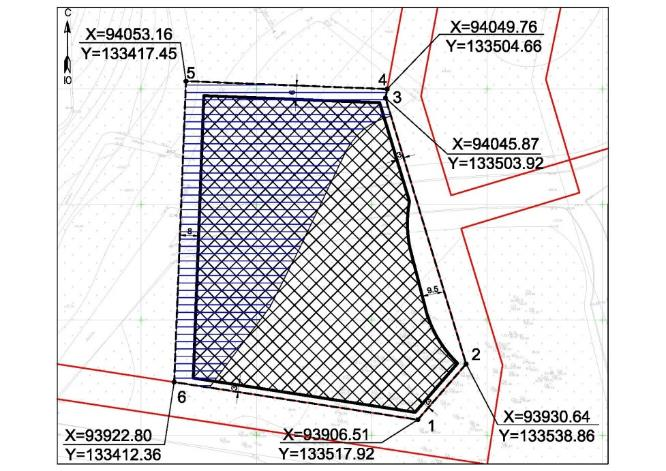 С
X=94053.16
Y=133417.45
X=94049.76
Y=133504.66
5
4
3
X=94045.87
Y=133503.92
8
9.5
2
6
1
X=93922.80
Y=133412.36
X=93906.51
Y=133517.92
X=93930.64
Y=133538.86
Ю